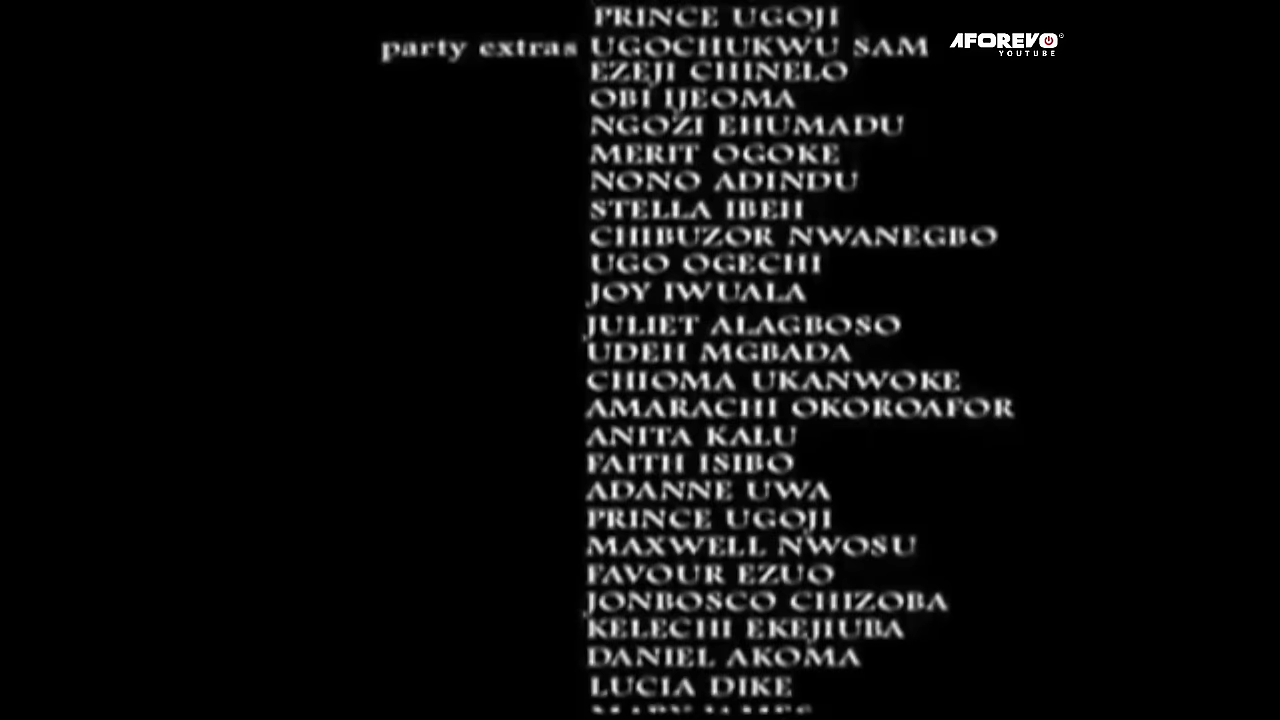 PRINCE UGOJI
party extras UGOCHUKWU SAM
AFOREVO
YOUTUBE
EZEJI CHINELO
OBI IJEOMA
NGOZI EHUMADU
MERIT OGOKE
NONO ADINDU
STELLA IBEH
CHIBUZOR NWANEGBO
UGO OGECHI
JOY IWUALA
JULIET ALAGBOSO
UDEH MGBADA
CHIOMA UKANWOKE
AMARACHI OKOROAFOR
ANITA KALU
FAITH ISIBO
ADANNE UWA
PRINCE UGOJI
MAXWELL NWOSU
FAVOUR EZUO
JONBOSCO CHIZOBA
KELECHI EKEJIUBA
DANIEL AKOMA
LUCIA DIKE